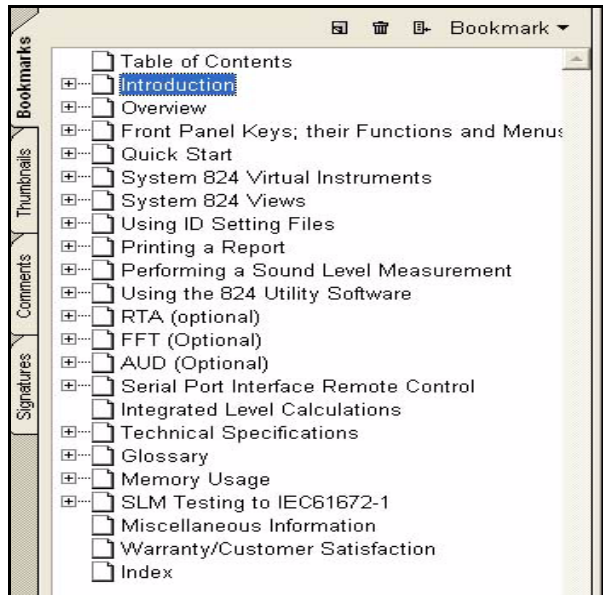 Bookmark
Bookmarks
Thumbnails
Comments
Signatures
Table of Contents
Introduction
Overview
Front Panel Keys; their Functions and Menus
Quick Start
System 824 Virtual Instruments
System 824 Views
Using ID Setting Files
Printing a Report
Performing a Sound Level Measurement
Using the 824 Utility Software
RTA (optional)
FFT (Optional)
AUD (Optional)
Serial Port Interface Remote Control
Integrated Level Calculations
Technical Specifications
Glossary
Memory Usage
SLM Testing to IEC61672-1
Miscellaneous Information
Warranty/Customer Satisfaction
Index